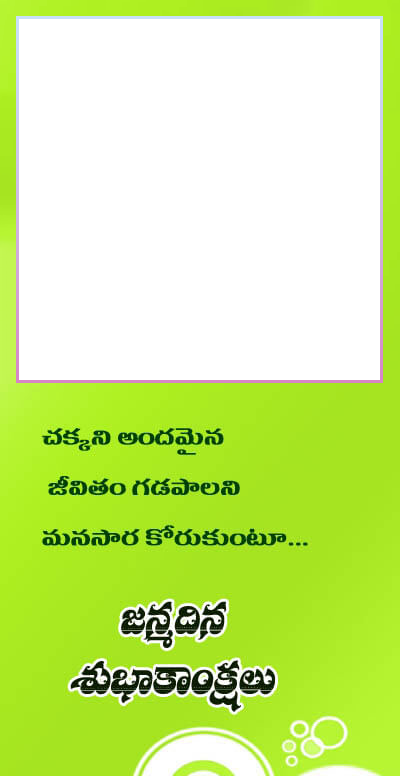 చక్కని అందమైన
జీవితం గడపాలని
మనసార కోరుకుంటూ...
జన్మదిన
శుభాకాంక్షలు